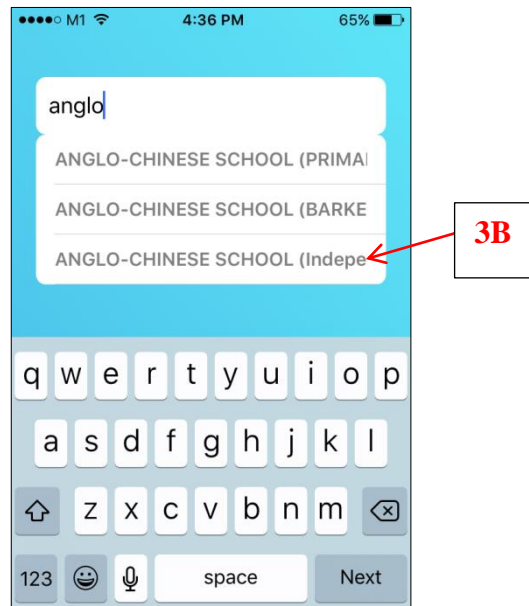 M1 4:36 PM 65%
anglo
ANGLO-CHINESE SCHOOL (PRIMAI
ANGLO-CHINESE SCHOOL (BARKE
3B
ANGLO-CHINESE SCHOOL (Indepe
q w e r t y u i o p
a s d f g h j k l
z x c v b n m
123 space Next